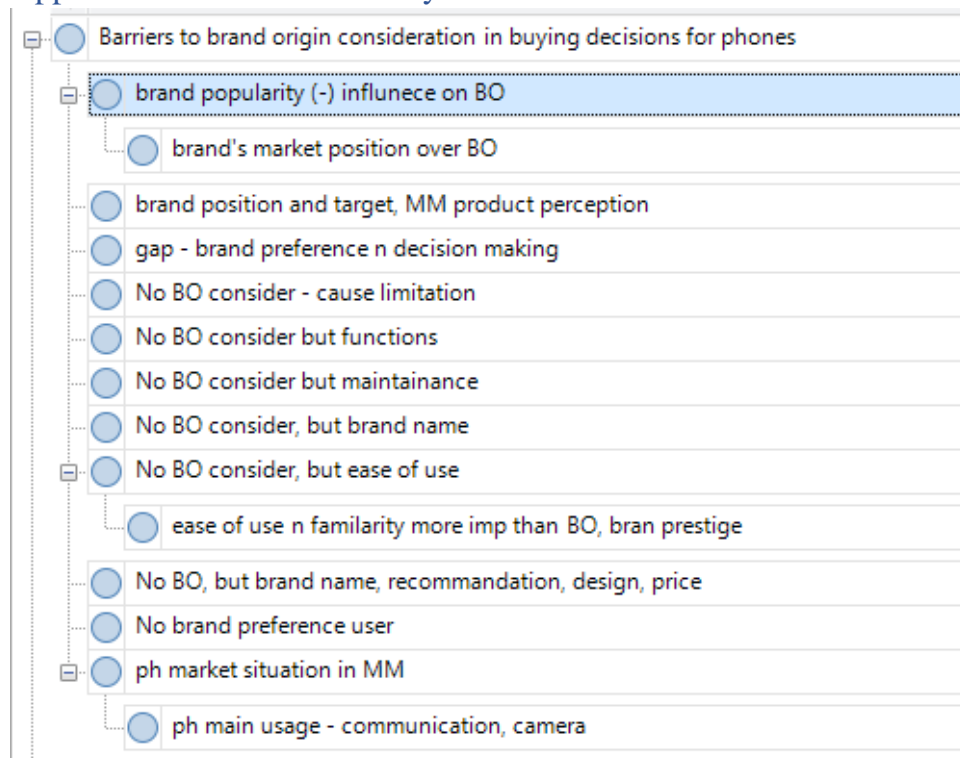 Barriers to brand origin consideration in buying decisions for phones
brand popularity (-) influnece on BO
brand's market position over BO
brand position and target, MM product perception
gap - brand preference n decision making
No BO consider - cause limitation
No BO consider but functions
No BO consider but maintainance
No BO consider, but brand name
No BO consider, but ease of use
ease of use n familarity more imp than BO, bran prestige
No BO, but brand name, recommandation, design, price
No brand preference user
ph market situation in MM
ph main usage - communication, camera